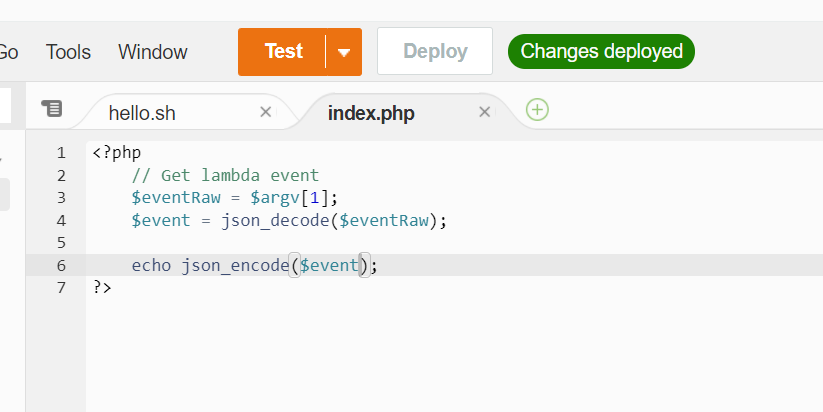 Go Tools Window Test Deploy Changes deployed
hello.sh index.php
1 <?php
2 // Get lambda event
3 $eventRaw = $argv[1];
4 $event = json_decode($eventRaw);
5
6 echo json_encode($event);
7 ?>